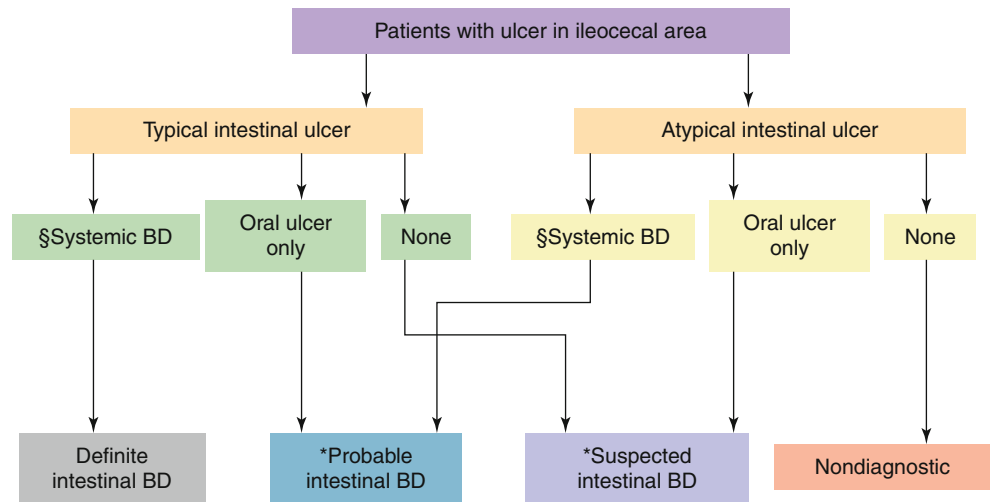 Patients with ulcer in ileocecal area
Typical intestinal ulcer
Atypical intestinal ulcer
§Systemic BD
Oral ulcer
only
None
§Systemic BD
Oral ulcer
only
None
Definite
intestinal BD
*Probable
intestinal BD
*Suspected
intestinal BD
Nondiagnostic